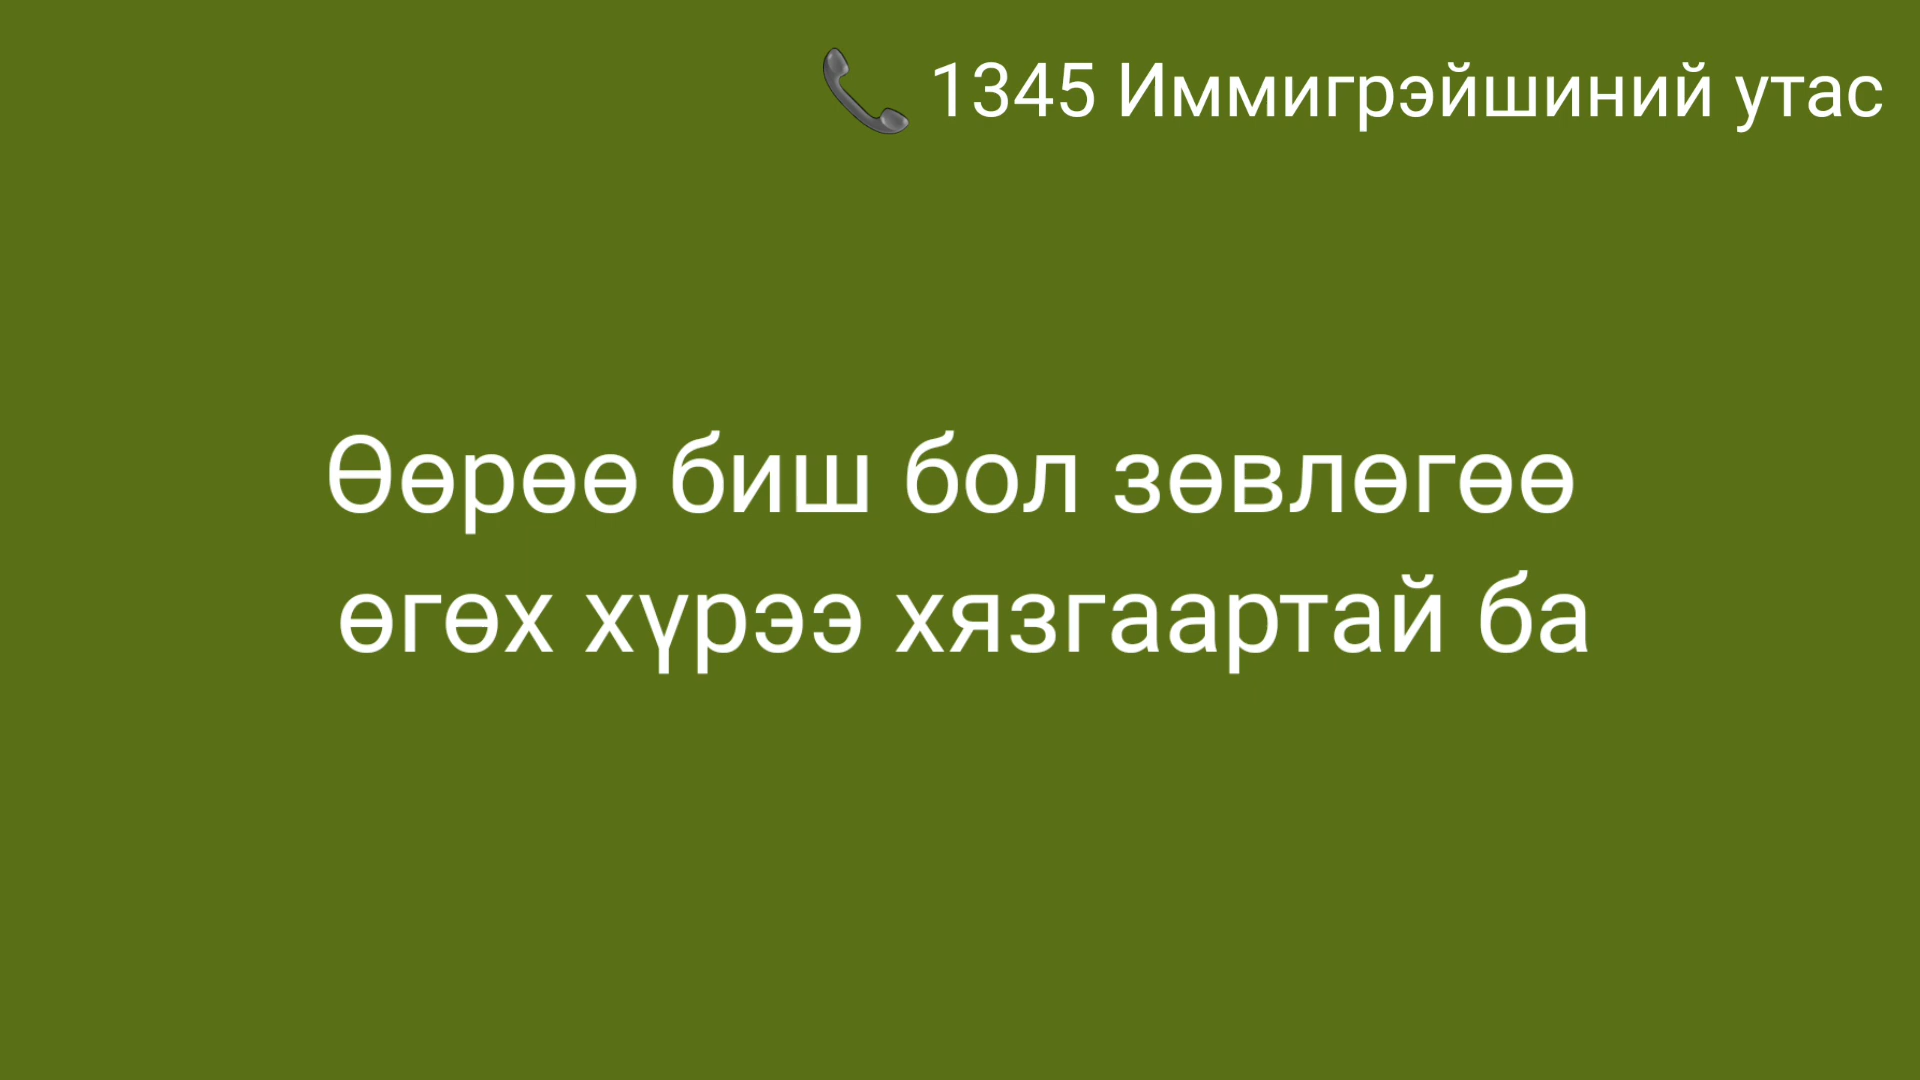 📞 1345 Иммигрэйшиний утас
Өөрөө биш бол зөвлөгөө
өгөх хүрээ хязгаартай ба